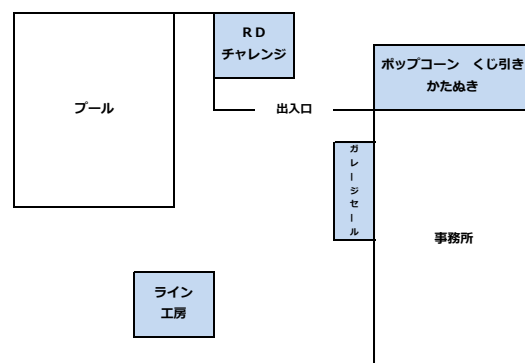 ＲＤ
チャレンジ
ポップコーン　くじ引き
かたぬき
プール
出入口
ガレージセール
事務所
ライン
工房